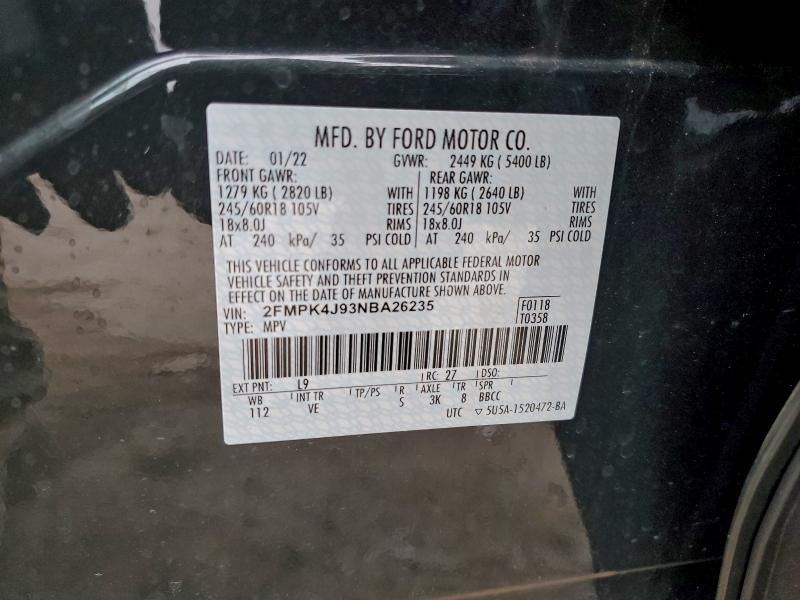 MFD. BY FORD MOTOR CO.
DATE: 01/22 GVWR: 2449 KG ( 5400 LB)
FRONT GAWR: REAR GAWR:
1279 KG ( 2820 LB) WITH 1198 KG ( 2640 LB) WITH
245/60R18 105V TIRES 245/60R18 105V TIRES
18x8.0J RIMS 18x8.0J RIMS
AT 240 kPa/ 35 PSI COLD AT 240 kPa/ 35 PSI COLD
THIS VEHICLE CONFORMS TO ALL APPLICABLE FEDERAL MOTOR
VEHICLE SAFETY AND THEFT PREVENTION STANDARDS IN
EFFECT ON THE DATE OF MANUFACTURE SHOWN ABOVE.
VIN: 2FMPK4J93NBA26235 F0118
TYPE: MPV T0358
EXT PNT: L9 RC: 27 DSO:
WB INT TR TP/PS R AXLE TR SPR
112 VE S 3K 8 BBCC
UTC ▽ 5U5A-1520472-BA